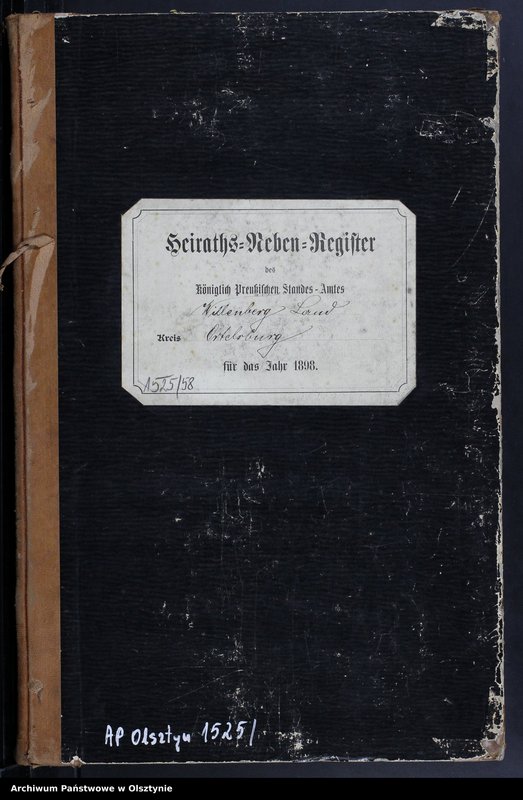 Heiraths-Neben-Register
des
Königlich Preußischen Standes-Amtes
Willenberg Land
Kreis Ortelsburg
für das Jahr 1898.
1525/58
AP Olsztyn 1525/
Archiwum Państwowe w Olsztynie